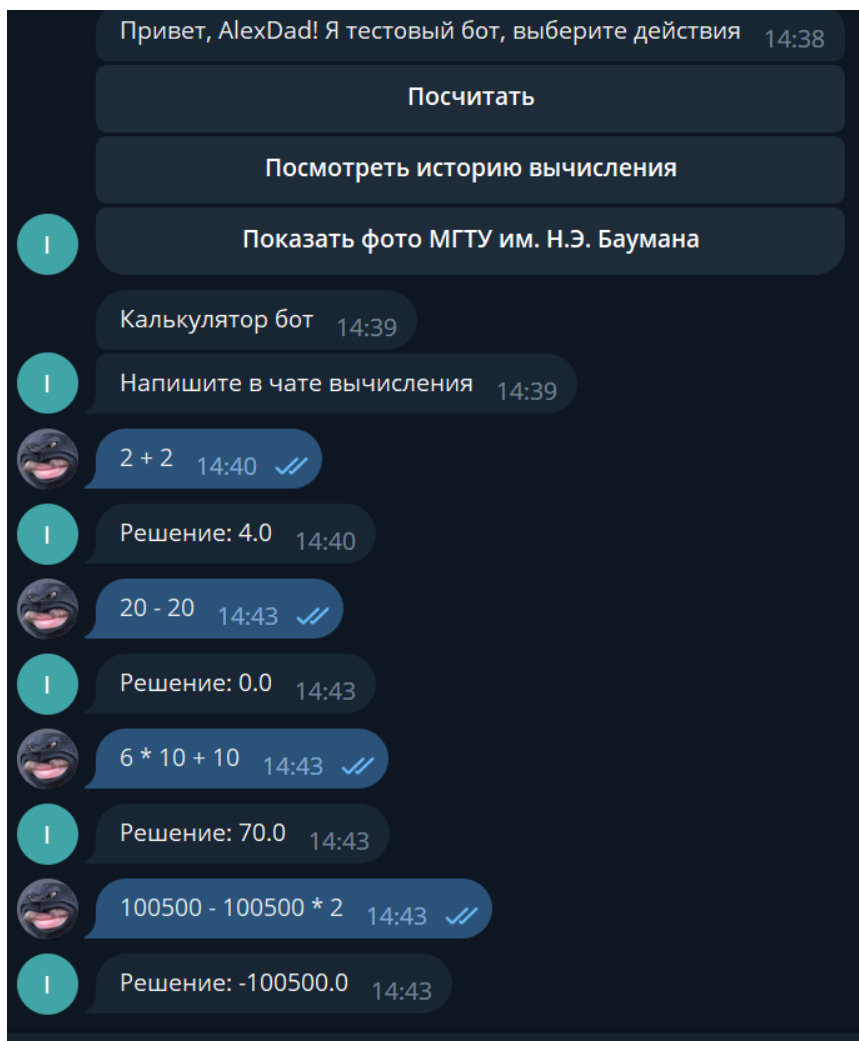 Привет, AlexDad! Я тестовый бот, выберите действия 14:38
Посчитать
Посмотреть историю вычисления
Показать фото МГТУ им. Н.Э. Баумана
I
Калькулятор бот 14:39
I
Напишите в чате вычисления 14:39
2 + 2 14:40
I
Решение: 4.0 14:40
20 - 20 14:43
I
Решение: 0.0 14:43
6 * 10 + 10 14:43
I
Решение: 70.0 14:43
100500 - 100500 * 2 14:43
I
Решение: -100500.0 14:43